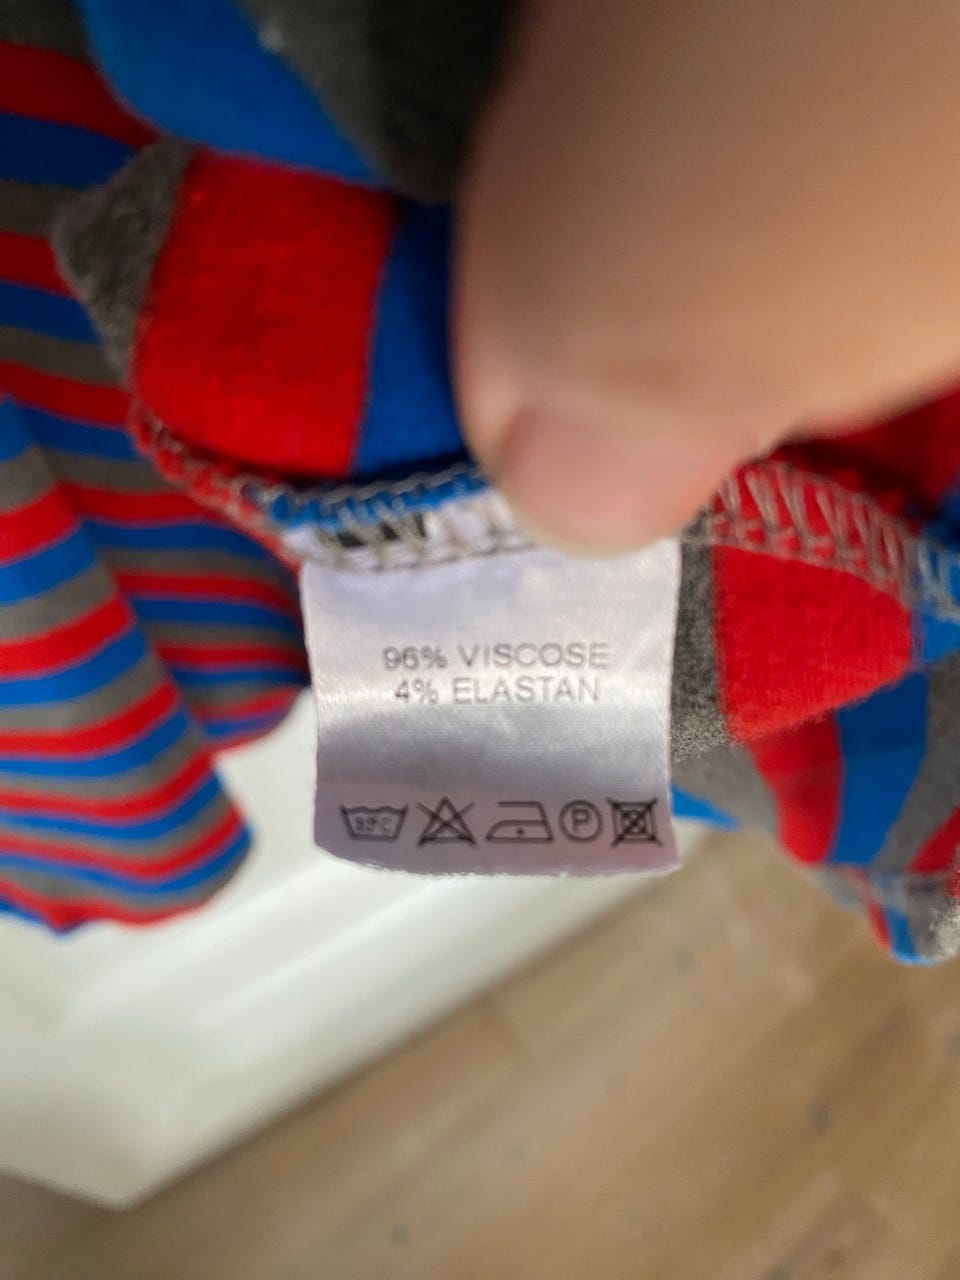 96% VISCOSE
4% ELASTAN
P